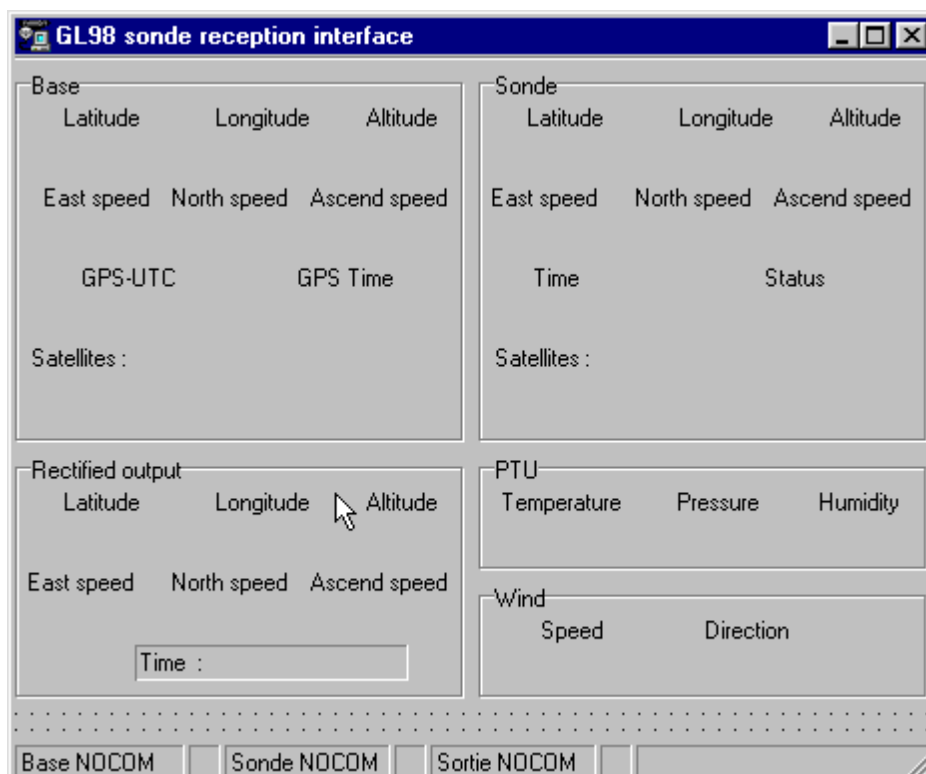 GL98 sonde reception interface
Base
Latitude Longitude Altitude
East speed North speed Ascend speed
GPS-UTC GPS Time
Satellites :
Sonde
Latitude Longitude Altitude
East speed North speed Ascend speed
Time Status
Satellites :
Rectified output
Latitude Longitude Altitude
East speed North speed Ascend speed
Time :
PTU
Temperature Pressure Humidity
Wind
Speed Direction
Base NOCOM Sonde NOCOM Sortie NOCOM